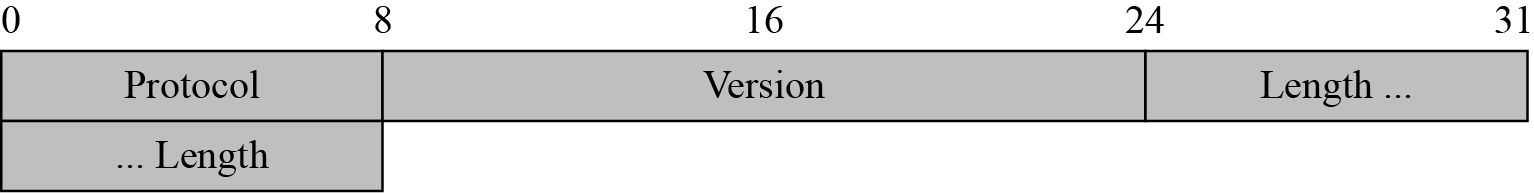 0 8 16 24 31
Protocol Version Length ...
... Length